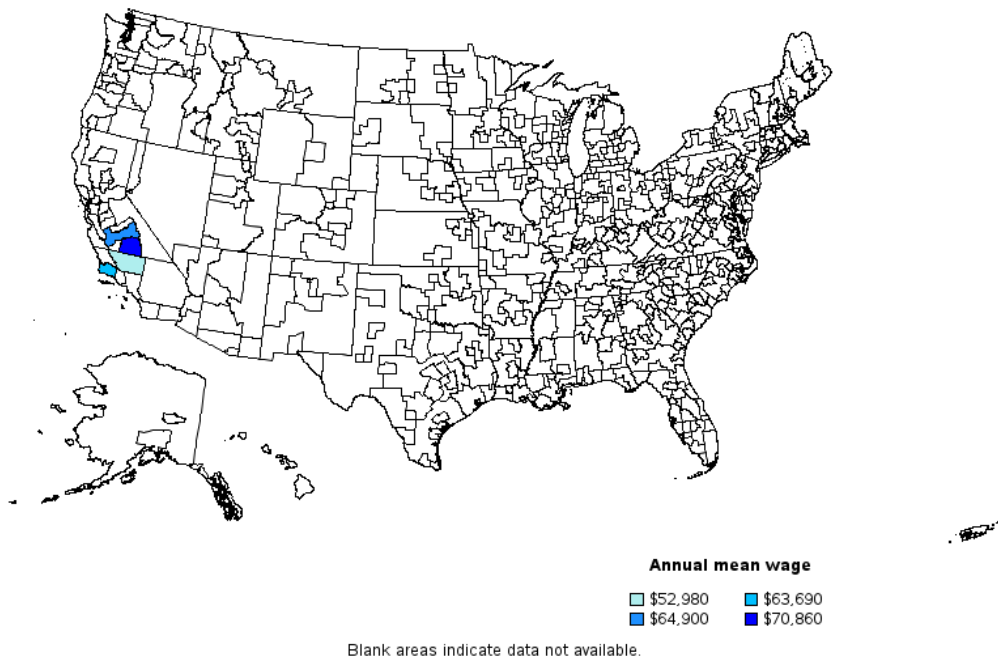 Annual mean wage
$52,980 $63,690
$64,900 $70,860
Blank areas indicate data not available.